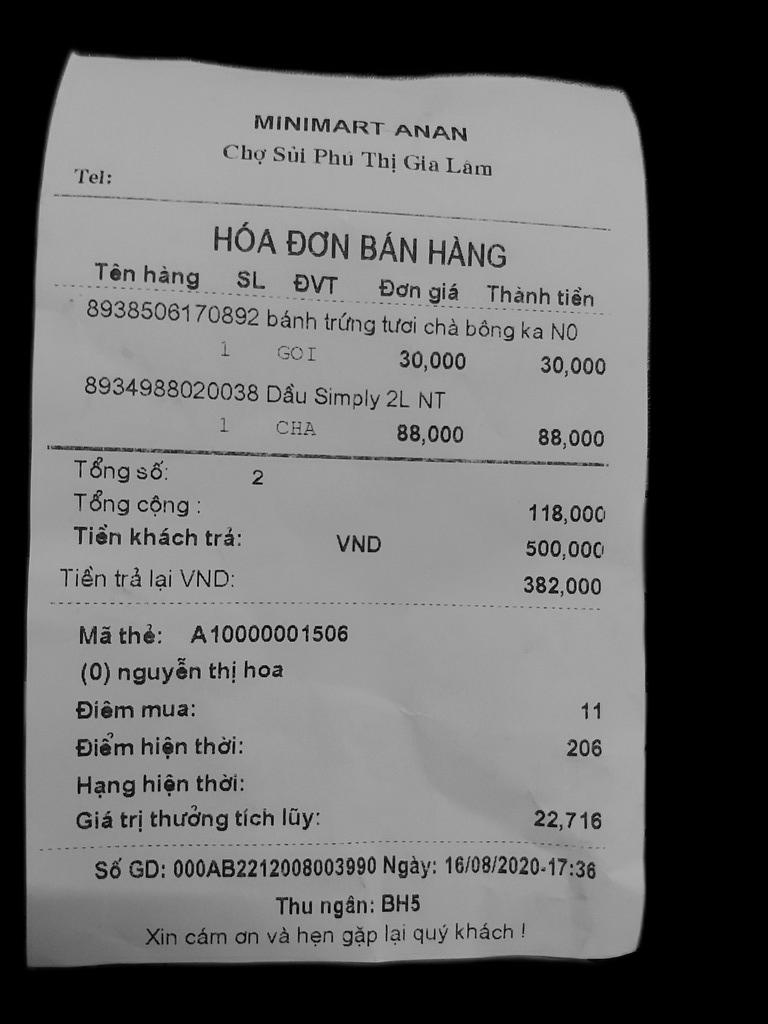 MINIMART ANAN
Chợ Sủi Phú Thị Gia Lâm
Tel:
HÓA ĐƠN BÁN HÀNG
Tên hàng SL ĐVT Đơn giá Thành tiền
8938506170892 bánh trứng tươi chà bông ka N0
1 GOI 30,000 30,000
8934988020038 Dầu Simply 2L NT
1 CHA 88,000 88,000
Tổng số: 2
Tổng cộng : 118,000
Tiền khách trả: VND 500,000
Tiền trả lại VND: 382,000
Mã thẻ: A10000001506
(0) nguyễn thị hoa
Điêm mua: 11
Điểm hiện thời: 206
Hạng hiện thời:
Giá trị thưởng tích lũy: 22,716
Số GD: 000AB2212008003990 Ngày: 16/08/2020-17:36
Thu ngân: BH5
Xin cám ơn và hẹn gặp lại quý khách !